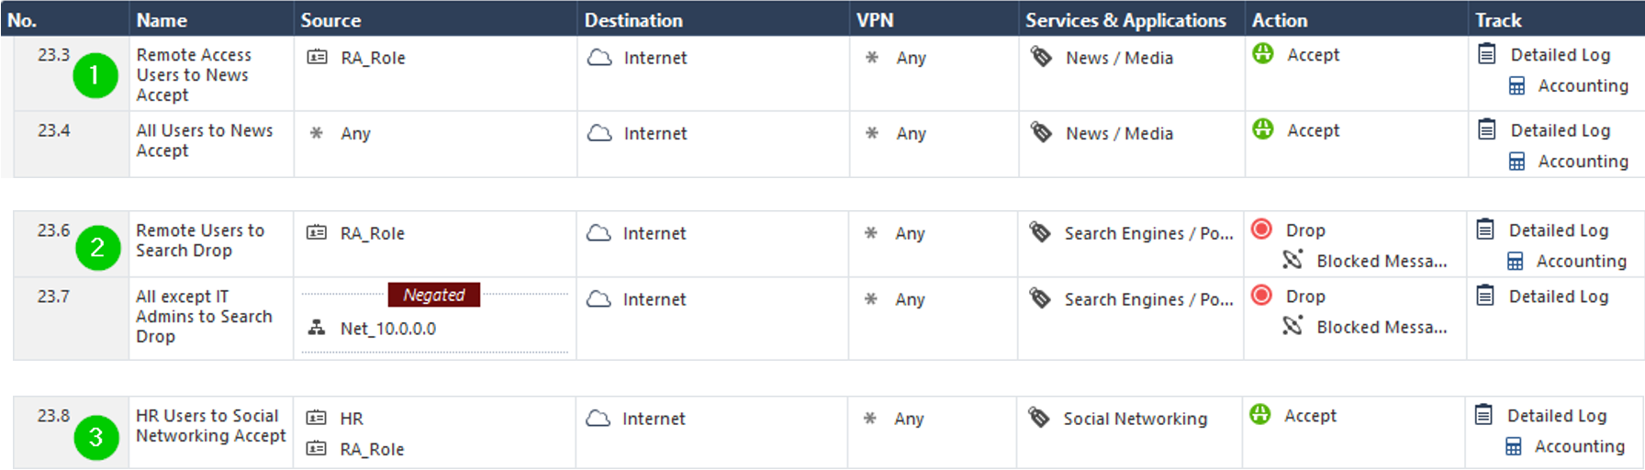 No. Name Source Destination VPN Services & Applications Action Track
23.3 Remote Access RA_Role Internet Any News / Media Accept Detailed Log
1 Users to News Accounting
Accept
23.4 All Users to News Any Internet Any News / Media Accept Detailed Log
Accept Accounting
23.6 Remote Users to RA_Role Internet Any Search Engines / Po... Drop Detailed Log
2 Search Drop Blocked Messa... Accounting
23.7 All except IT Negated Internet Any Search Engines / Po... Drop Detailed Log
Admins to Search Net_10.0.0.0 Blocked Messa...
Drop
23.8 HR Users to Social HR Internet Any Social Networking Accept Detailed Log
3 Networking Accept RA_Role Accounting